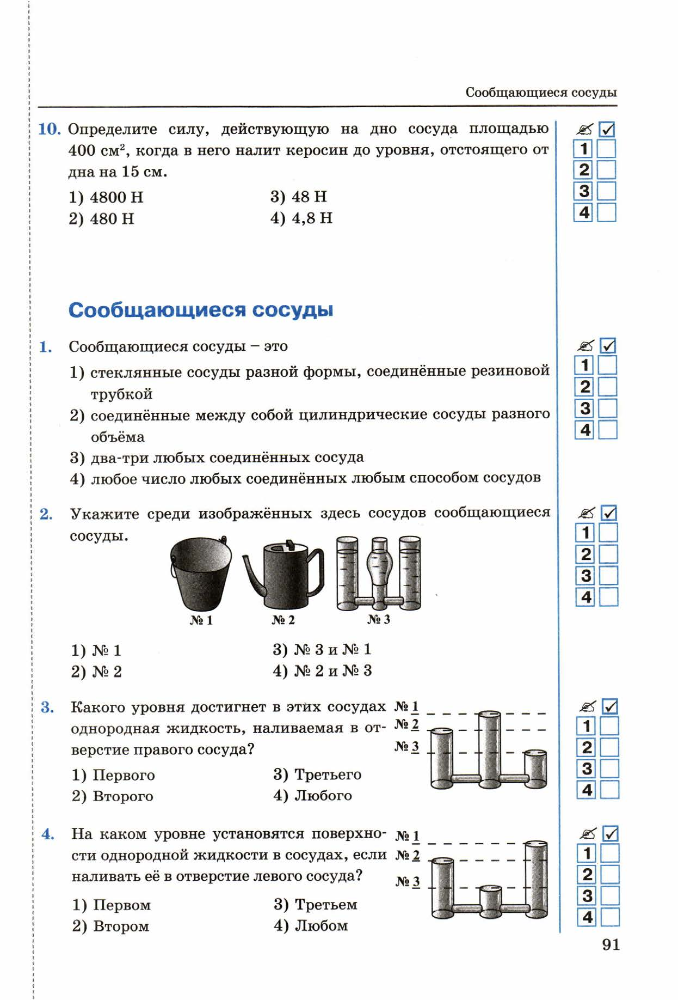 Сообщающиеся сосуды
10. Определите силу, действующую на дно сосуда площадью
400 см², когда в него налит керосин до уровня, отстоящего от
дна на 15 см.
1) 4800 Н
3) 48 Н
2) 480 Н
4) 4,8 Н
1
2
3
4
Сообщающиеся сосуды
1. Сообщающиеся сосуды – это
1) стеклянные сосуды разной формы, соединённые резиновой
трубкой
2) соединённые между собой цилиндрические сосуды разного
объёма
3) два-три любых соединённых сосуда
4) любое число любых соединённых любым способом сосудов
1
2
3
4
2. Укажите среди изображённых здесь сосудов сообщающиеся
сосуды.
№ 1
№ 2
№ 3
1) № 1
3) № 3 и № 1
2) № 2
4) № 2 и № 3
1
2
3
4
3. Какого уровня достигнет в этих сосудах
однородная жидкость, наливаемая в от-
верстие правого сосуда?
№ 1
№ 2
№ 3
1) Первого
3) Третьего
2) Второго
4) Любого
1
2
3
4
4. На каком уровне установятся поверхно-
сти однородной жидкости в сосудах, если
наливать её в отверстие левого сосуда?
№ 1
№ 2
№ 3
1) Первом
3) Третьем
2) Втором
4) Любом
1
2
3
4
91